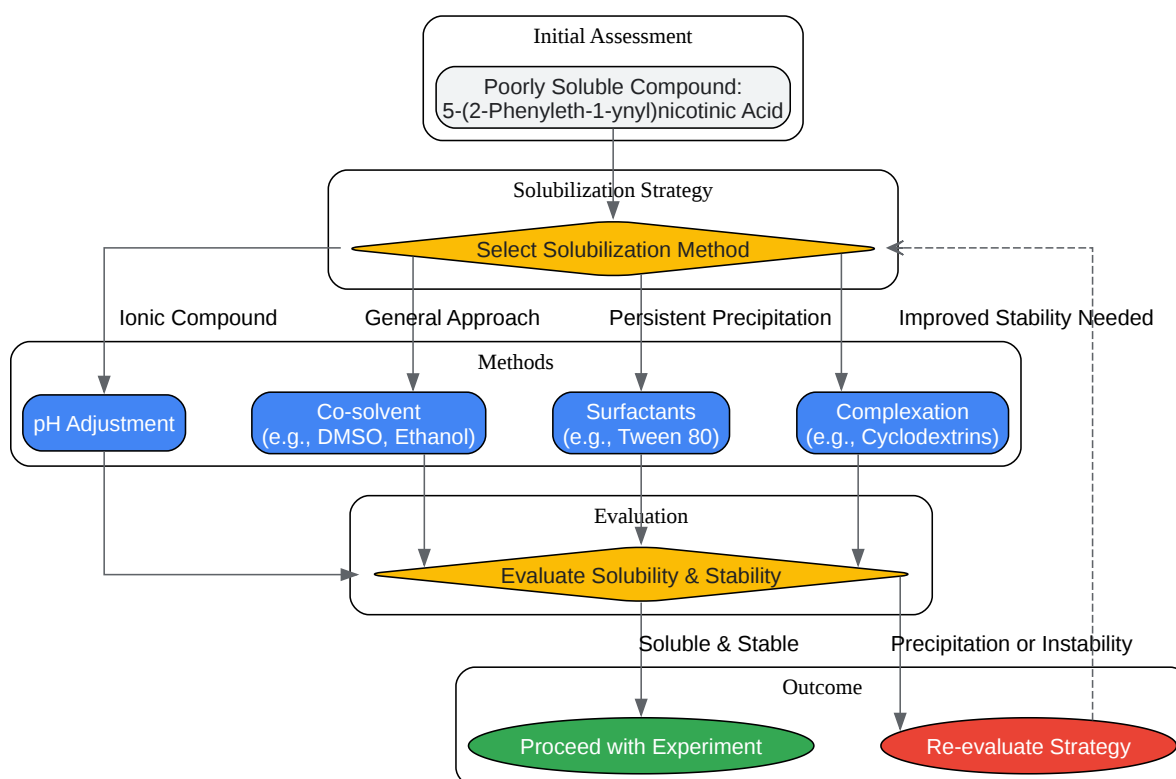 Initial Assessment
Poorly Soluble Compound:
5-(2-Phenyleth-1-ynyl)nicotinic Acid
Solubilization Strategy
Select Solubilization Method
Ionic Compound
General Approach
Persistent Precipitation
Improved Stability Needed
Methods
pH Adjustment
Co-solvent
(e.g., DMSO, Ethanol)
Surfactants
(e.g., Tween 80)
Complexation
(e.g., Cyclodextrins)
Evaluation
Evaluate Solubility & Stability
Soluble & Stable
Precipitation or Instability
Outcome
Proceed with Experiment
Re-evaluate Strategy